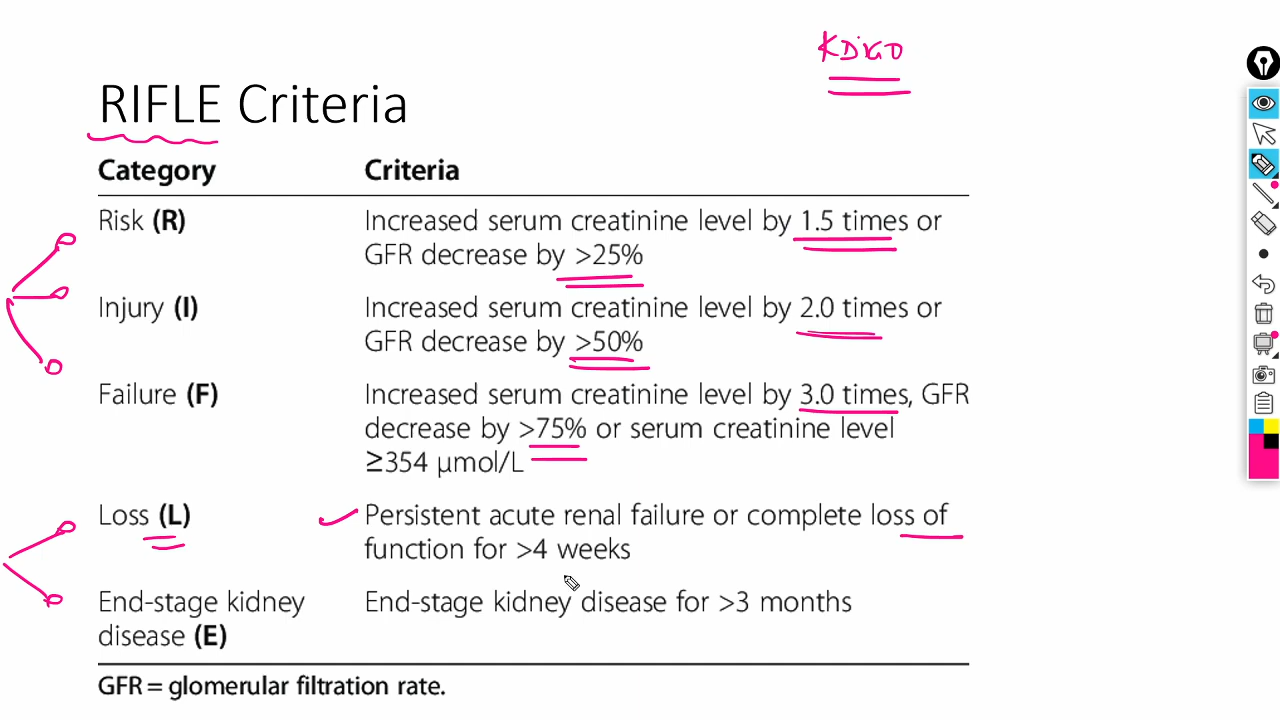 KDIGO
RIFLE Criteria
Category Criteria
Risk (R) Increased serum creatinine level by 1.5 times or
GFR decrease by >25%
Injury (I) Increased serum creatinine level by 2.0 times or
GFR decrease by >50%
Failure (F) Increased serum creatinine level by 3.0 times, GFR
decrease by >75% or serum creatinine level
≥354 μmol/L
Loss (L) Persistent acute renal failure or complete loss of
function for >4 weeks
End-stage kidney End-stage kidney disease for >3 months
disease (E)
GFR = glomerular filtration rate.